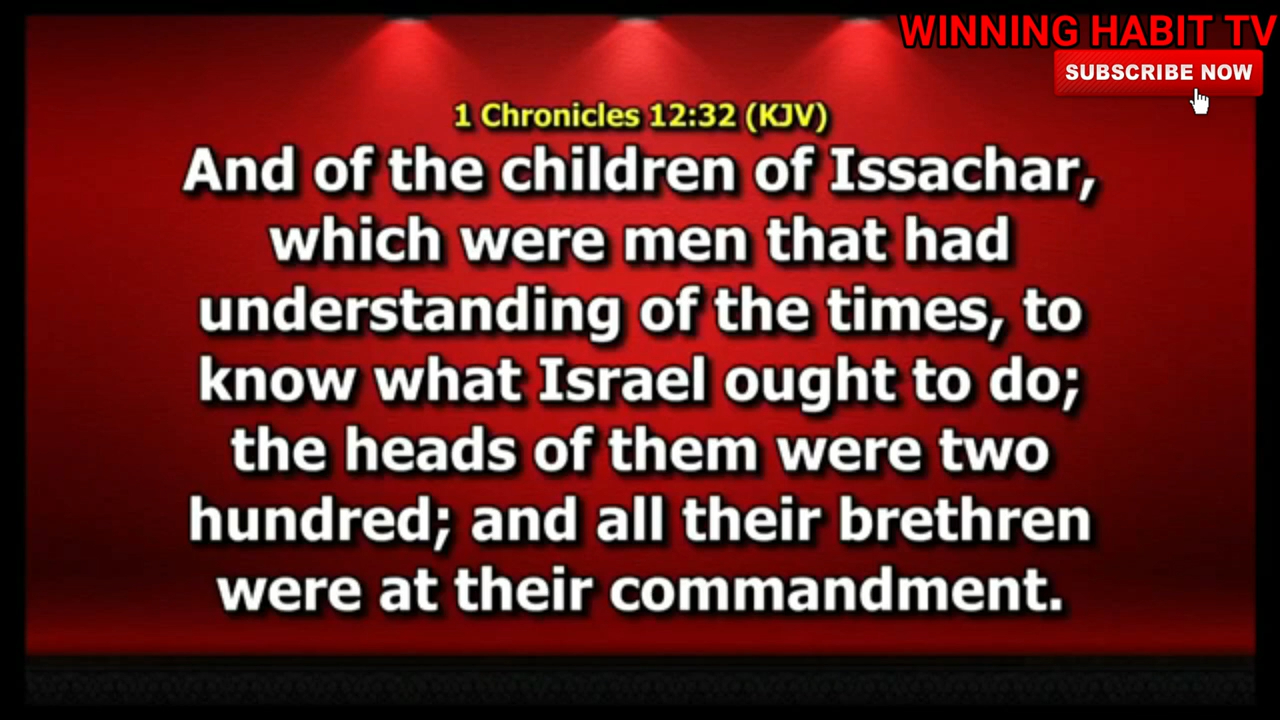 WINNING HABIT TV
SUBSCRIBE NOW
1 Chronicles 12:32 (KJV)
And of the children of Issachar,
which were men that had
understanding of the times, to
know what Israel ought to do;
the heads of them were two
hundred; and all their brethren
were at their commandment.